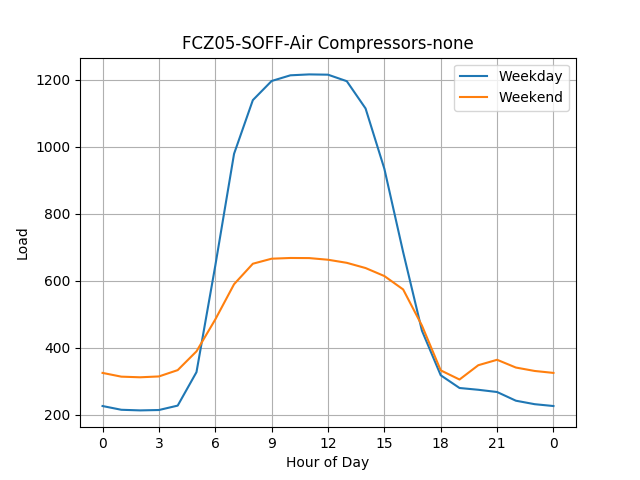 FCZ05-SOFF-Air Compressors-none
Weekday
Weekend
1200
1000
800
600
400
200
Load
0 3 6 9 12 15 18 21 0
Hour of Day